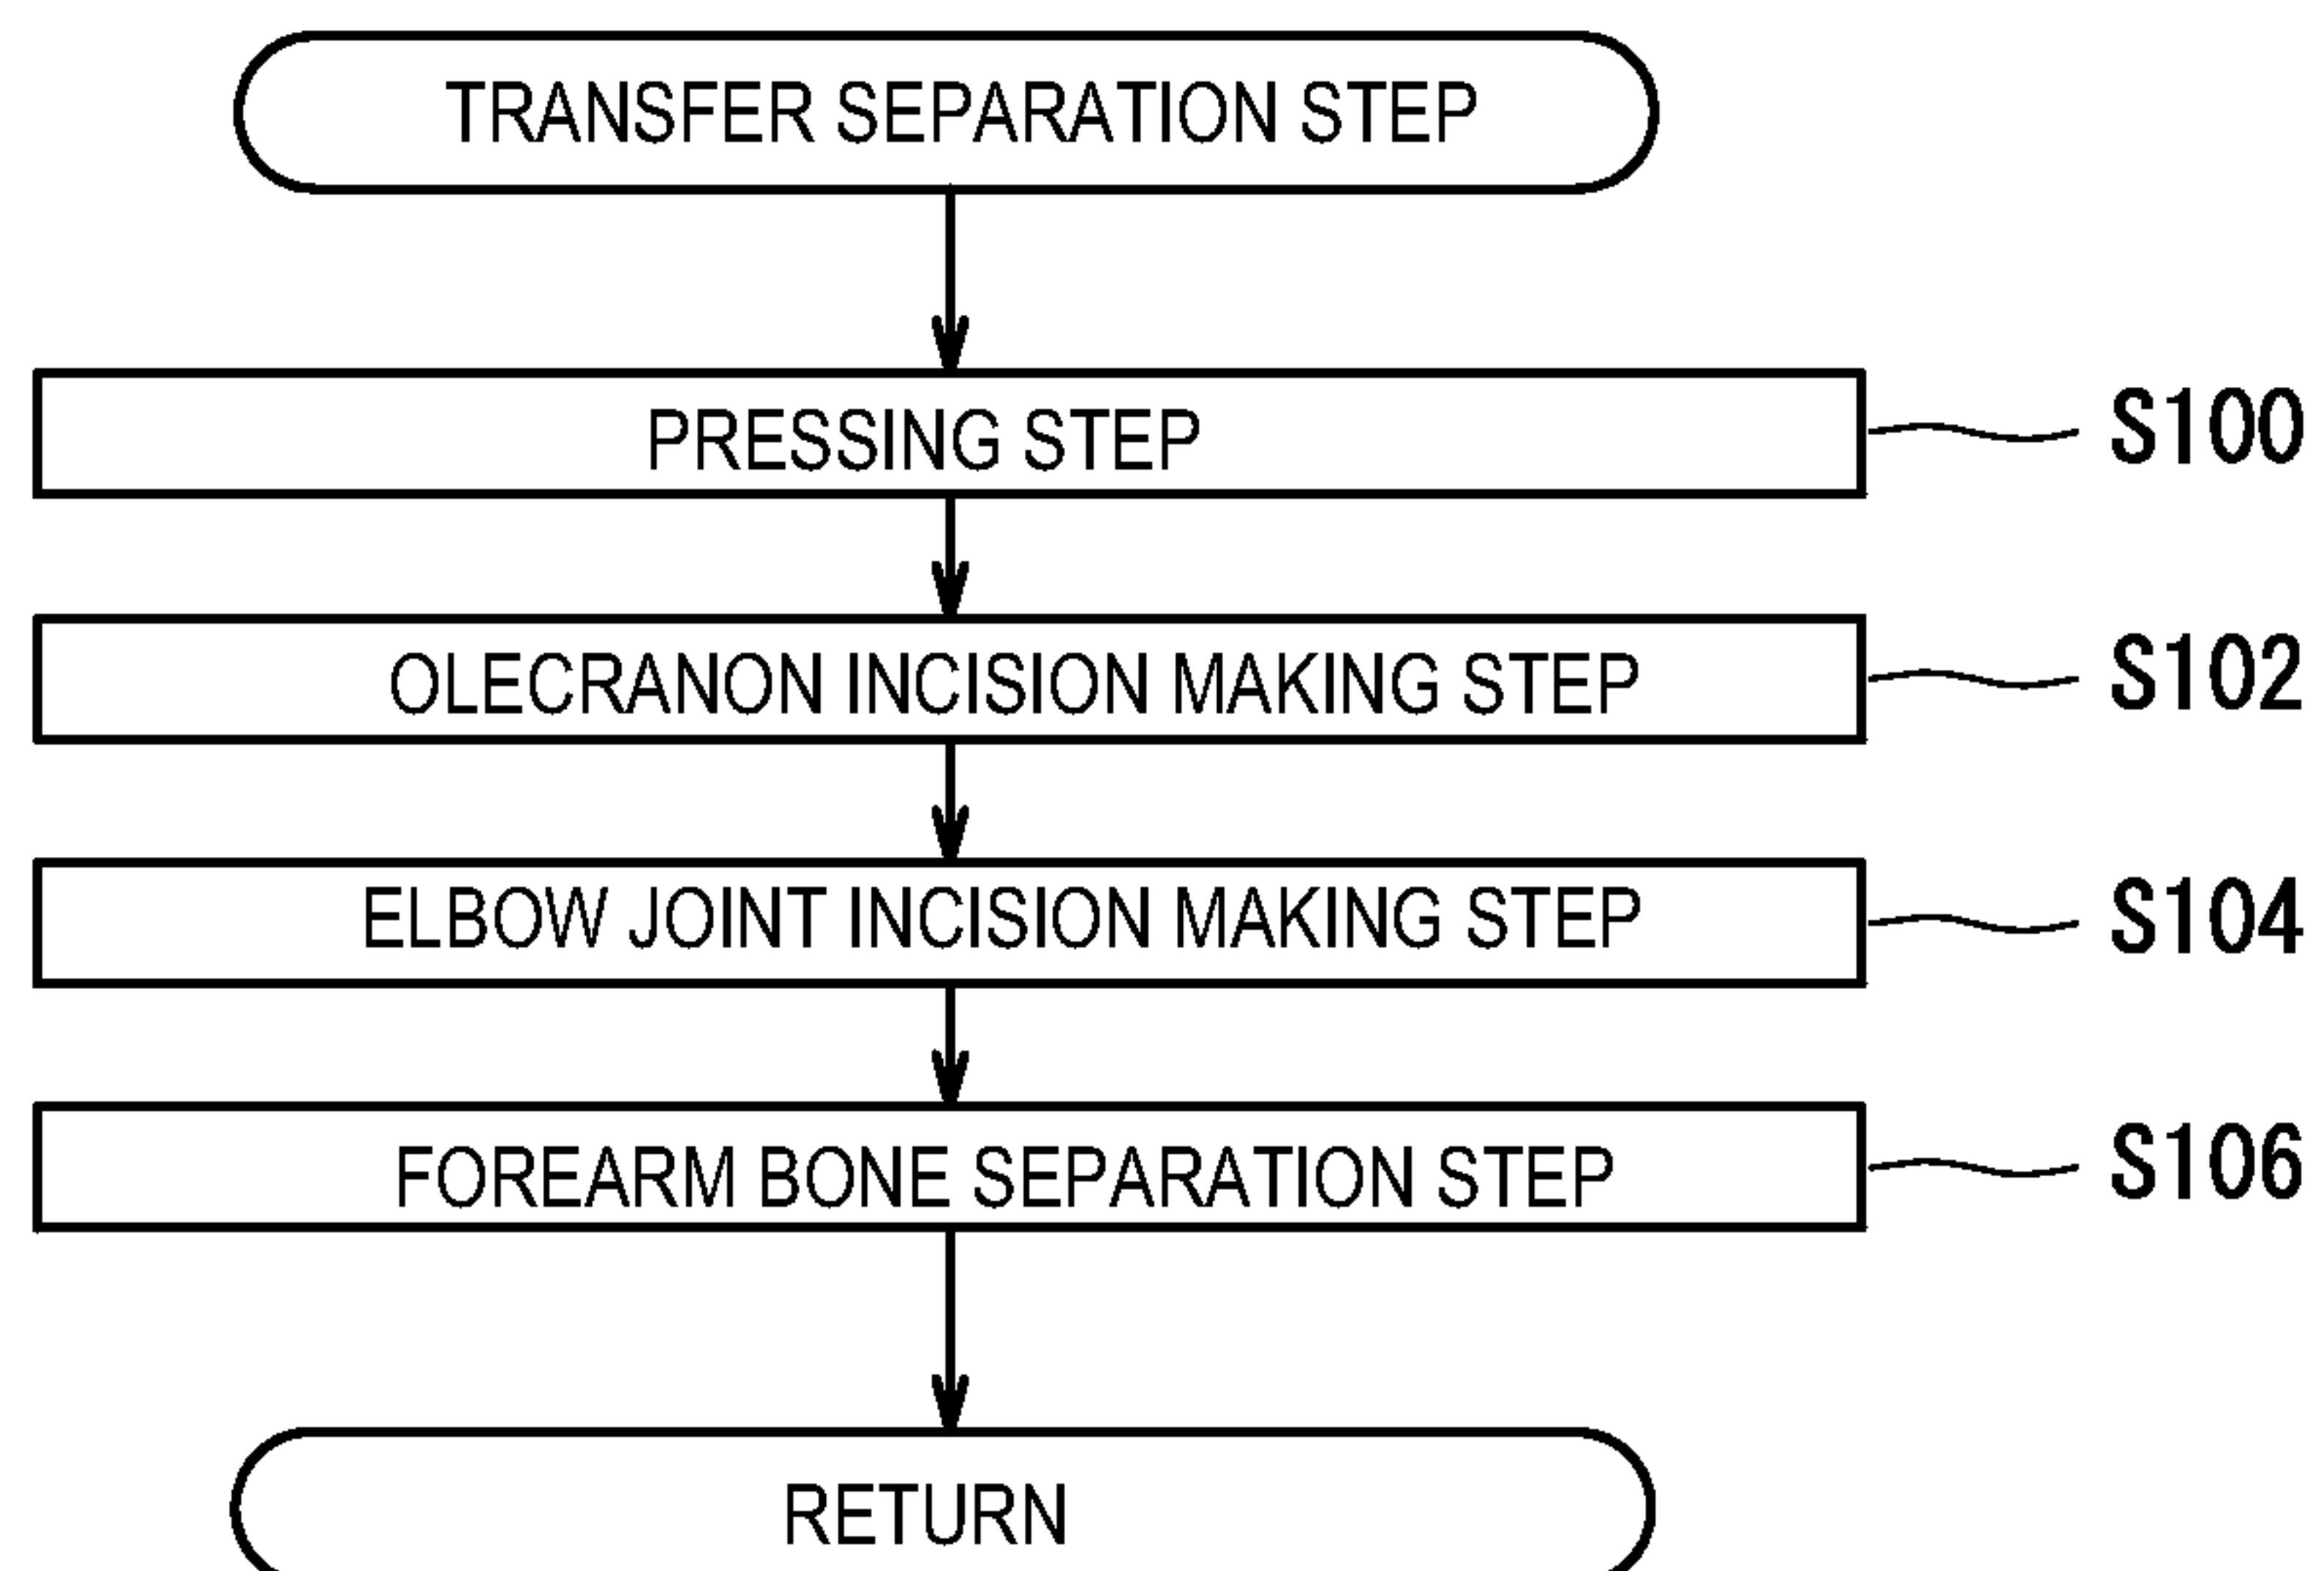 TRANSFER SEPARATION STEP
PRESSING STEP
S100
OLECRANON INCISION MAKING STEP
S102
ELBOW JOINT INCISION MAKING STEP
S104
FOREARM BONE SEPARATION STEP
S106
RETURN